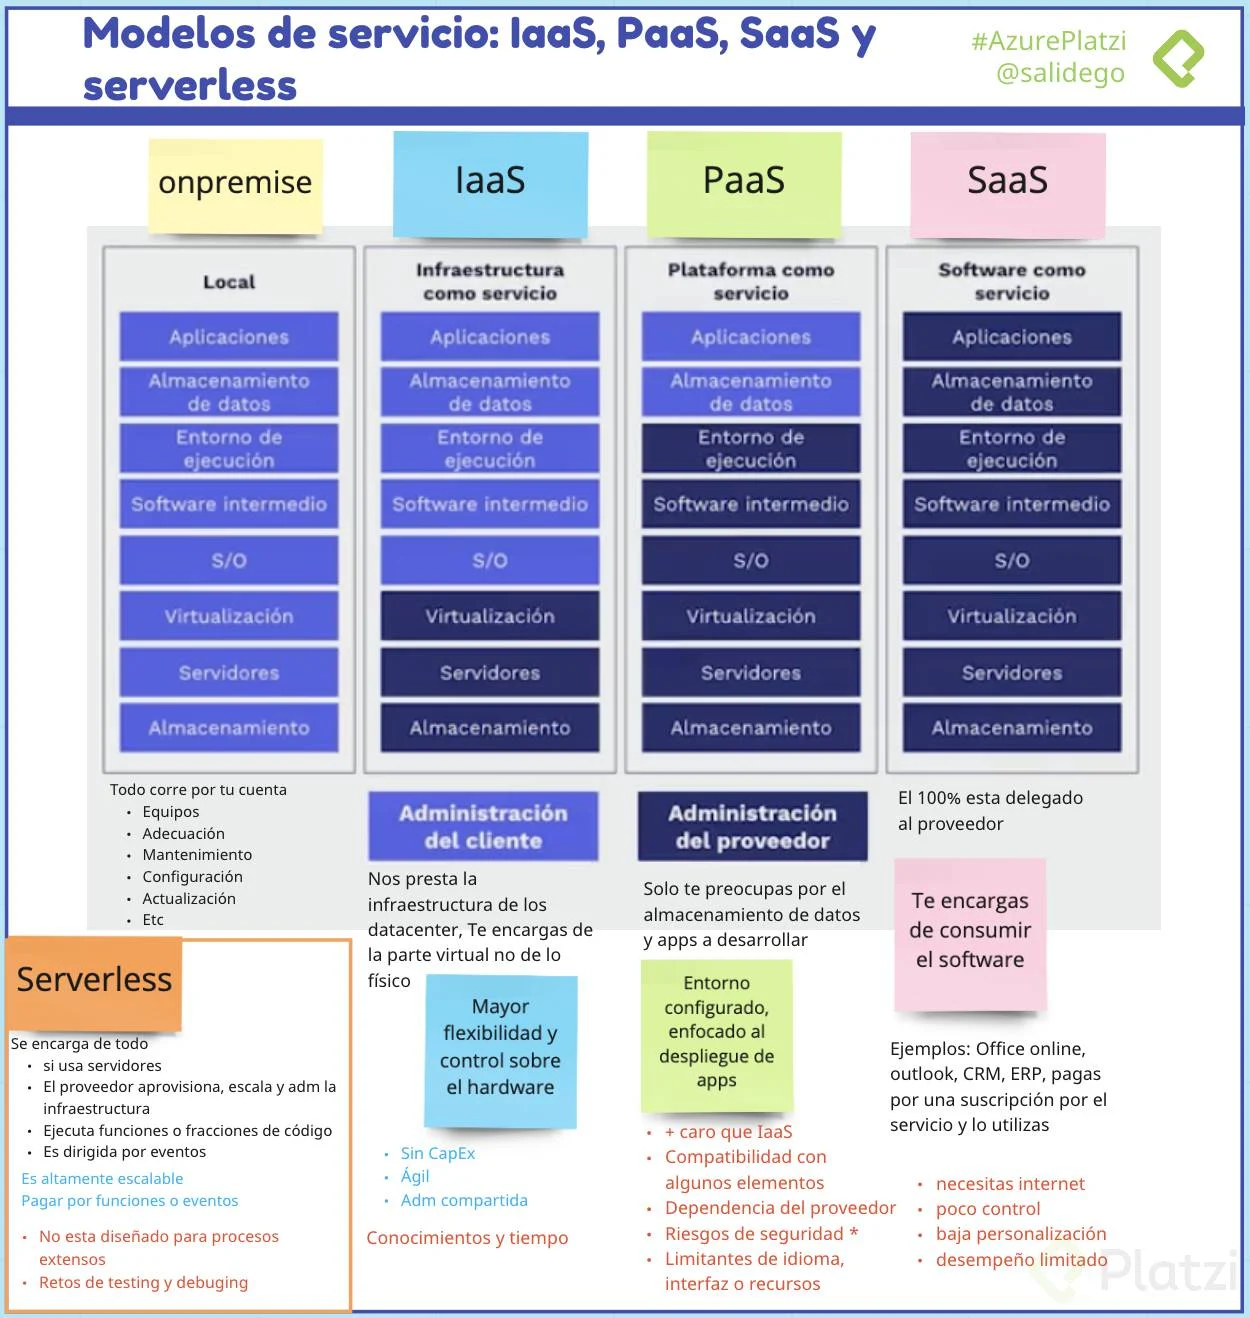 Modelos de servicio: IaaS, PaaS, SaaS y
serverless
#AzurePlatzi
@salidego
onpremise
IaaS
PaaS
SaaS
Local
Aplicaciones
Almacenamiento
de datos
Entorno de
ejecución
Software intermedio
S/O
Virtualización
Servidores
Almacenamiento
Infraestructura
como servicio
Aplicaciones
Almacenamiento
de datos
Entorno de
ejecución
Software intermedio
S/O
Virtualización
Servidores
Almacenamiento
Plataforma como
servicio
Aplicaciones
Almacenamiento
de datos
Entorno de
ejecución
Software intermedio
S/O
Virtualización
Servidores
Almacenamiento
Software como
servicio
Aplicaciones
Almacenamiento
de datos
Entorno de
ejecución
Software intermedio
S/O
Virtualización
Servidores
Almacenamiento
Todo corre por tu cuenta
• Equipos
• Adecuación
• Mantenimiento
• Configuración
• Actualización
• Etc
Administración
del cliente
Nos presta la
infraestructura de los
datacenter, Te encargas de
la parte virtual no de lo
físico
Mayor
flexibilidad y
control sobre
el hardware
• Sin CapEx
• Ágil
• Adm compartida
Conocimientos y tiempo
Administración
del proveedor
Solo te preocupas por el
almacenamiento de datos
y apps a desarrollar
Entorno
configurado,
enfocado al
despliegue de
apps
• + caro que IaaS
• Compatibilidad con
algunos elementos
• Dependencia del proveedor
• Riesgos de seguridad *
• Limitantes de idioma,
interfaz o recursos
El 100% esta delegado
al proveedor
Te encargas
de consumir
el software
Ejemplos: Office online,
outlook, CRM, ERP, pagas
por una suscripción por el
servicio y lo utilizas
• necesitas internet
• poco control
• baja personalización
• desempeño limitado
Serverless
Se encarga de todo
• si usa servidores
• El proveedor aprovisiona, escala y adm la
infraestructura
• Ejecuta funciones o fracciones de código
• Es dirigida por eventos
Es altamente escalable
Pagar por funciones o eventos
• No esta diseñado para procesos
extensos
• Retos de testing y debuging
Platzi